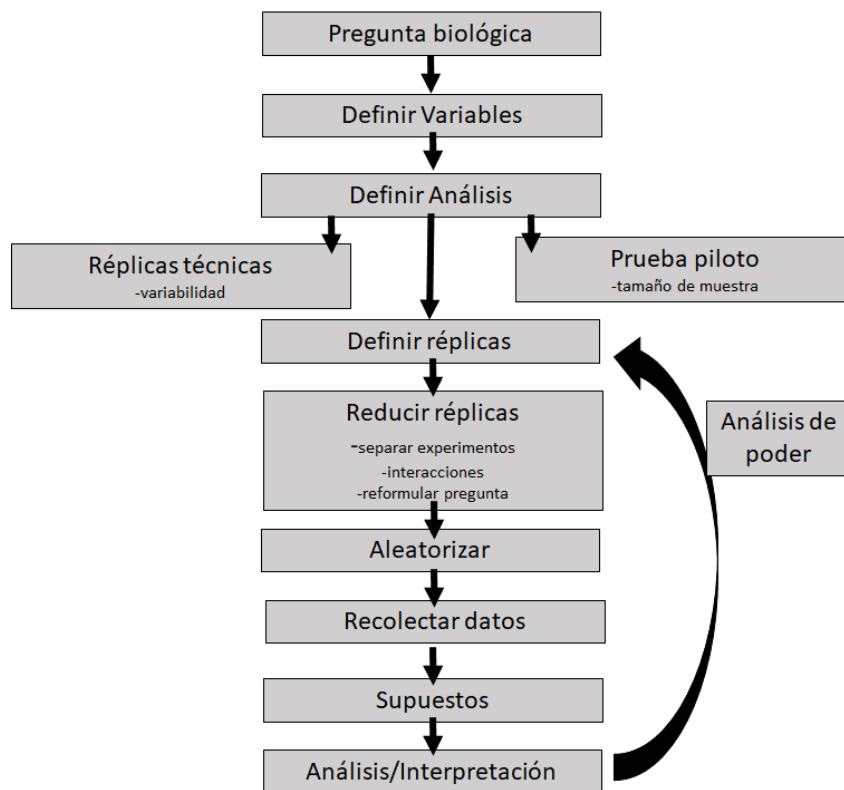 Pregunta biológica
Definir Variables
Definir Análisis
Réplicas técnicas
-variabilidad
Prueba piloto
-tamaño de muestra
Definir réplicas
Reducir réplicas
-separar experimentos
-interacciones
-reformular pregunta
Análisis de
poder
Aleatorizar
Recolectar datos
Supuestos
Análisis/Interpretación